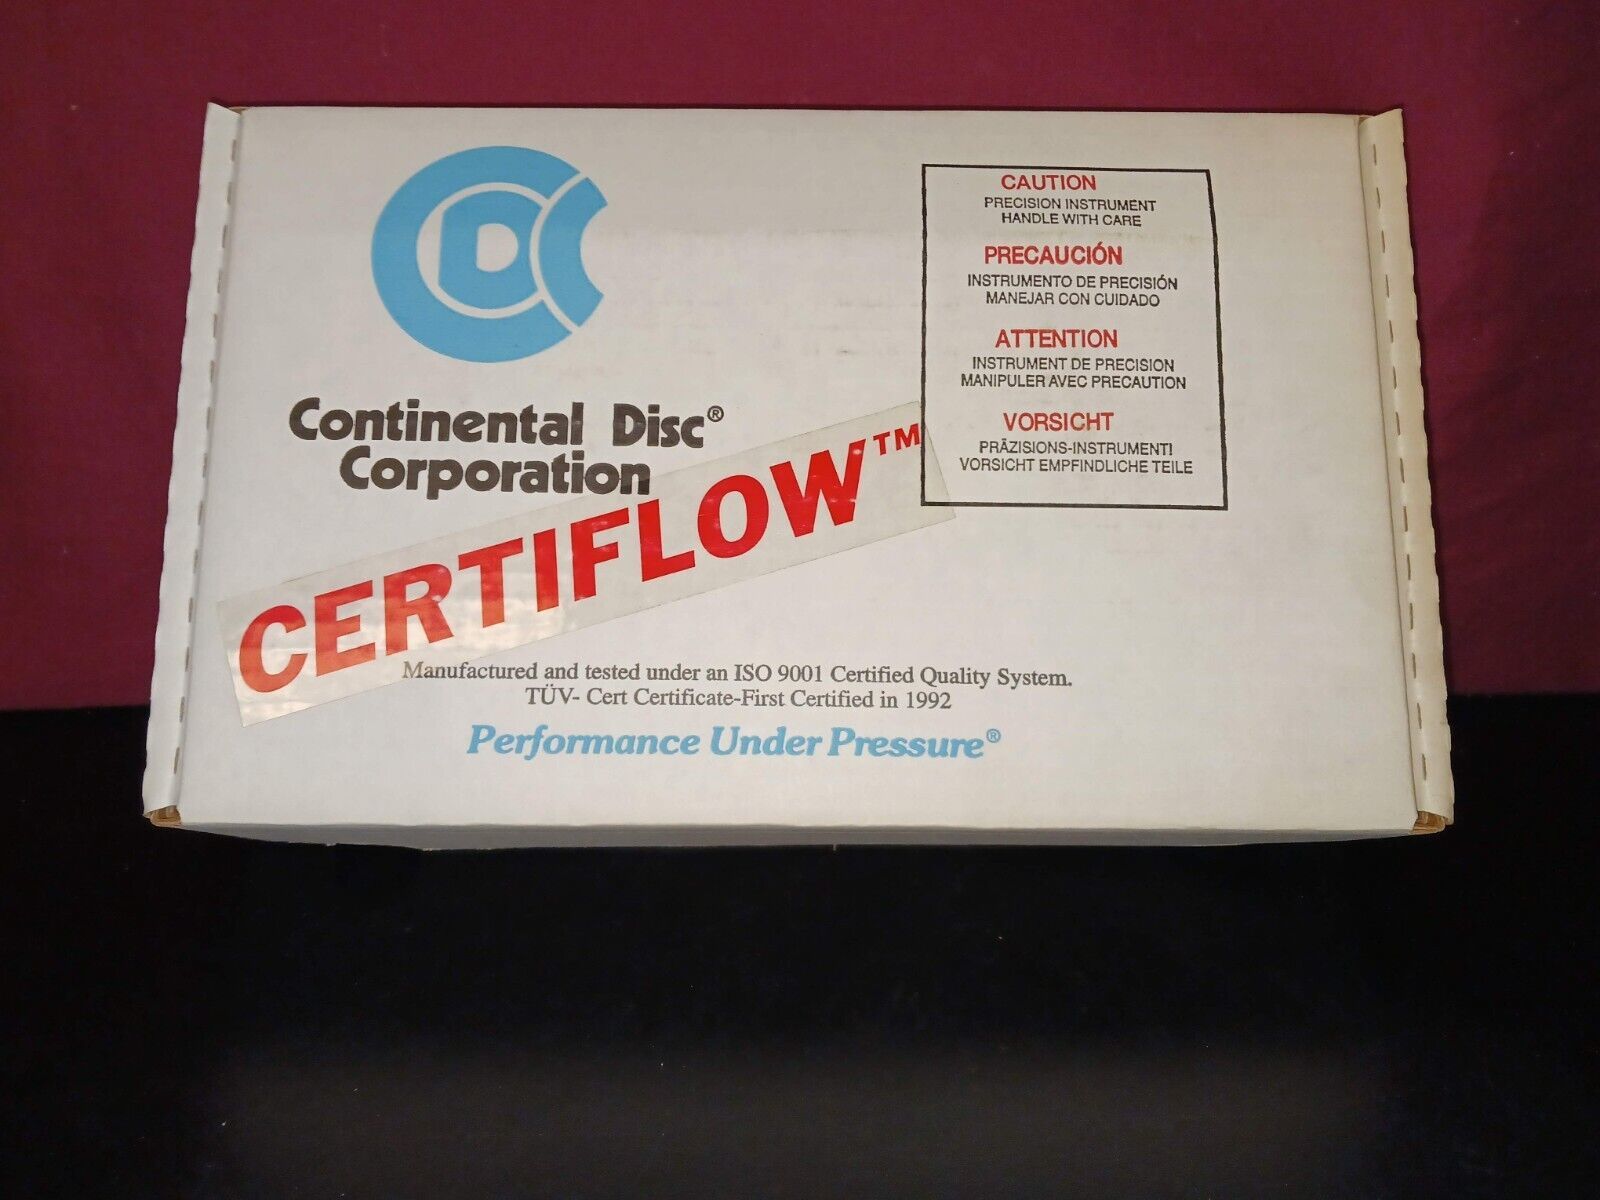 CDC
Continental Disc®
Corporation
CERTIFLOW™
CAUTION
PRECISION INSTRUMENT
HANDLE WITH CARE
PRECAUCIÓN
INSTRUMENTO DE PRECISIÓN
MANEJAR CON CUIDADO
ATTENTION
INSTRUMENT DE PRECISION
MANIPULER AVEC PRECAUTION
VORSICHT
PRÄZISIONS-INSTRUMENT!
VORSICHT EMPFINDLICHE TEILE
Manufactured and tested under an ISO 9001 Certified Quality System.
TÜV- Cert Certificate-First Certified in 1992
Performance Under Pressure®